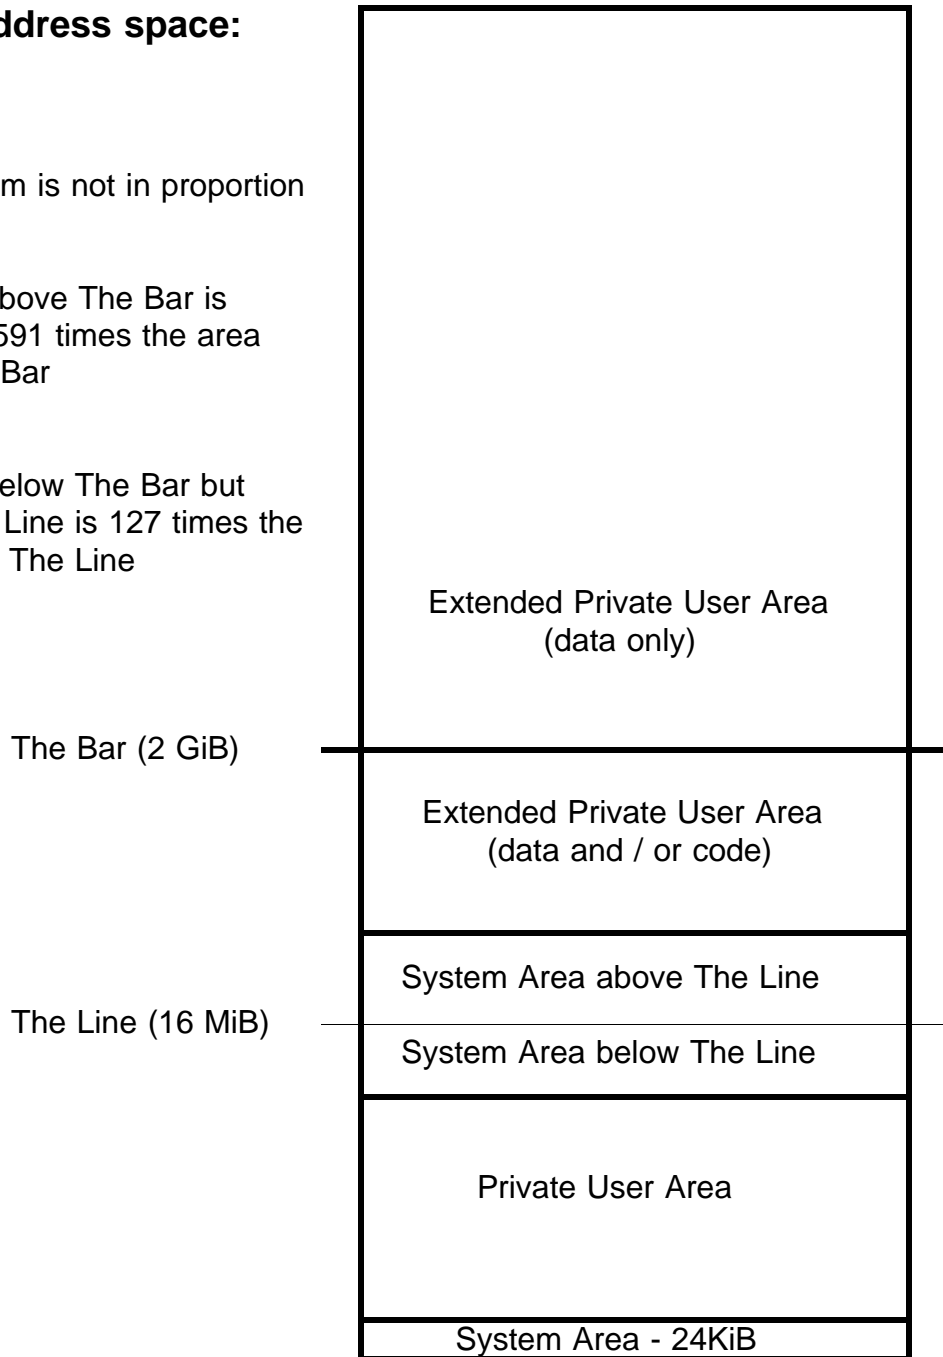 ddress space:
m is not in proportion
bove The Bar is
591 times the area
Bar
elow The Bar but
Line is 127 times the
The Line
Extended Private User Area
(data only)
The Bar (2 GiB)
Extended Private User Area
(data and / or code)
System Area above The Line
The Line (16 MiB)
System Area below The Line
Private User Area
System Area - 24KiB